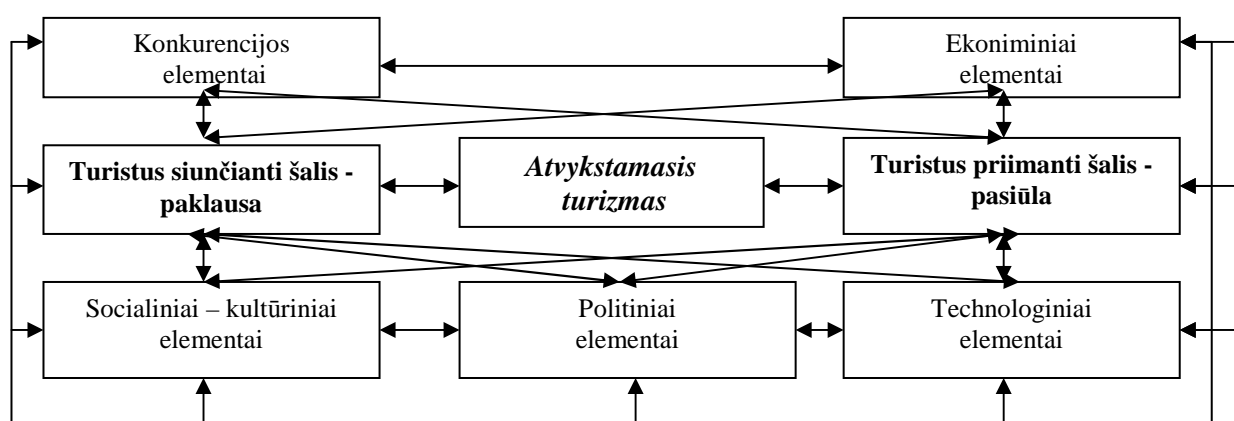 Konkurencijos
elementai
Ekoniminiai
elementai
Turistus siunčianti šalis -
paklausa
Atvykstamasis
turizmas
Turistus priimanti šalis -
pasiūla
Socialiniai – kultūriniai
elementai
Politiniai
elementai
Technologiniai
elementai